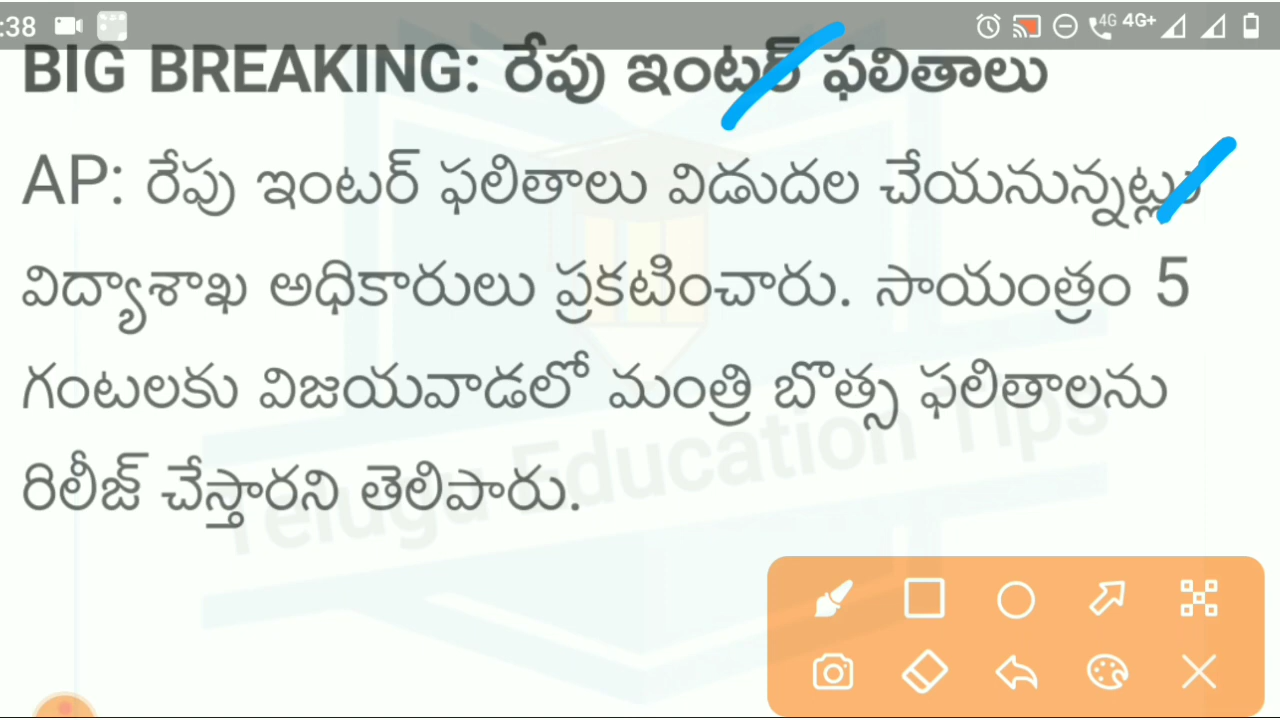 :38 4G 4G+
BIG BREAKING: రేపు ఇంటర్ ఫలితాలు
AP: రేపు ఇంటర్ ఫలితాలు విడుదల చేయనున్నట్లు
విద్యాశాఖ అధికారులు ప్రకటించారు. సాయంత్రం 5
గంటలకు విజయవాడలో మంత్రి బొత్స ఫలితాలను
రిలీజ్ చేస్తారని తెలిపారు.
Telugu Education Tips